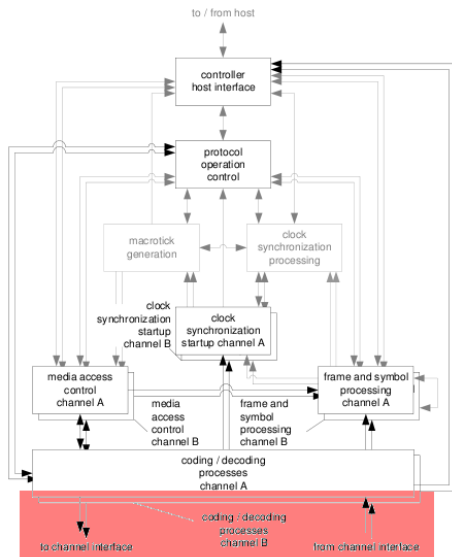 to / from host
controller
host interface
protocol
operation
control
macrotick
generation
clock
synchronization
processing
clock
synchronization
startup
channel B
clock
synchronization
startup channel A
media access
control
channel A
media
access
control
channel B
frame and
symbol
processing
channel B
frame and symbol
processing
channel A
coding / decoding
processes
channel A
coding / decoding
processes
channel B
to channel interface
from channel interface